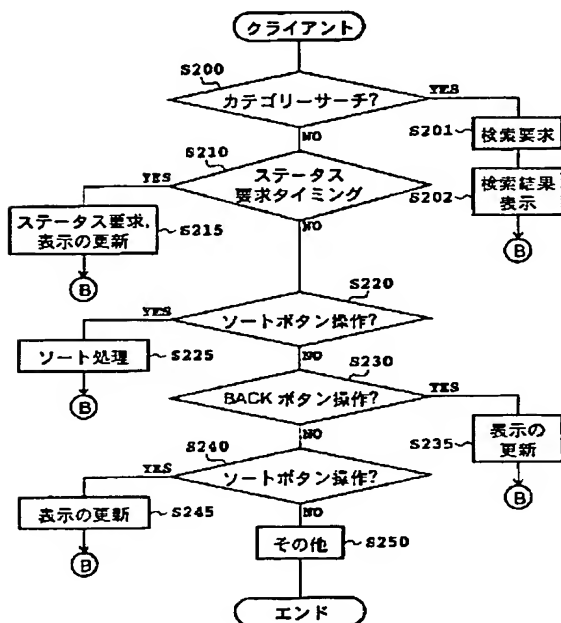 クライアント
S200
カテゴリーサーチ?
YES
S201
検索要求
NO
S210
YES
ステータス
要求タイミング
S202
検索結果
表示
B
ステータス要求,
表示の更新
S215
NO
B
S220
YES
ソートボタン操作?
ソート処理
S225
NO
B
S230
BACK ボタン操作?
YES
S235
表示の
更新
B
NO
S240
YES
ソートボタン操作?
表示の更新
S245
NO
B
その他
S250
エンド